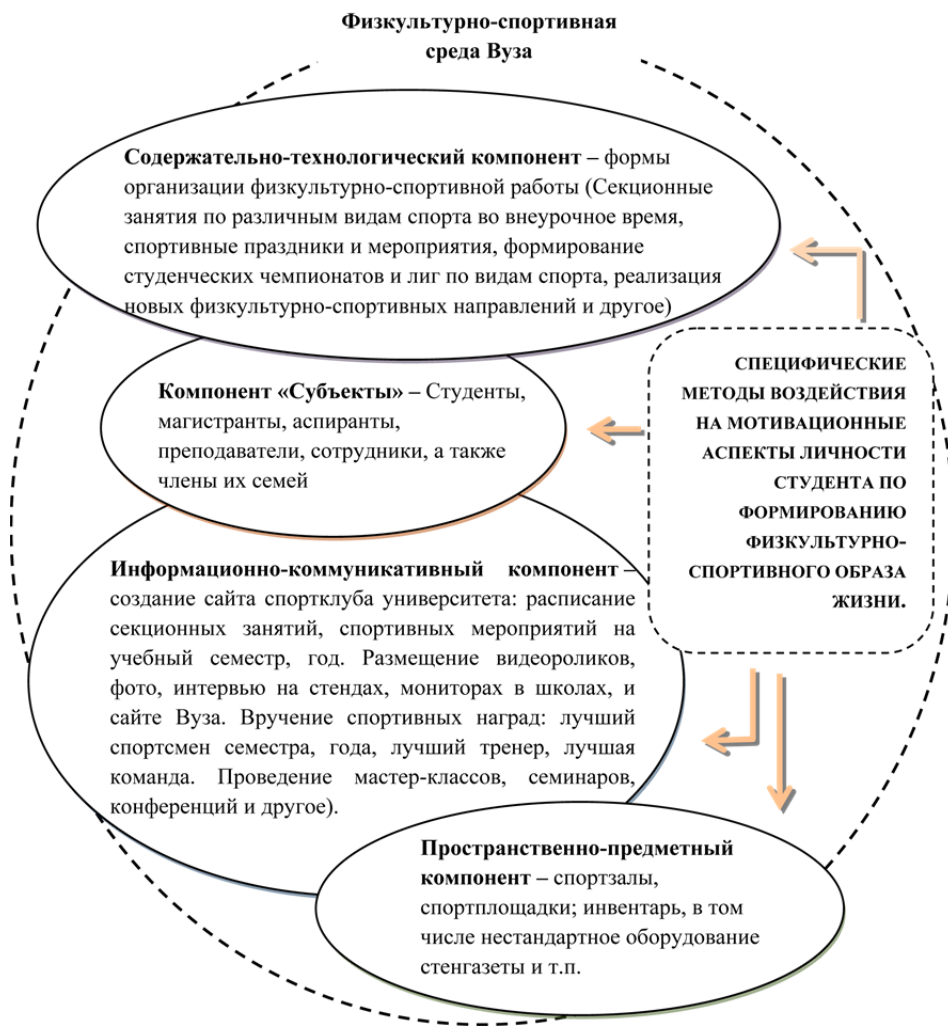 Физкультурно-спортивная
среда Вуза
Содержательно-технологический компонент – формы
организации физкультурно-спортивной работы (Секционные
занятия по различным видам спорта во внеурочное время,
спортивные праздники и мероприятия, формирование
студенческих чемпионатов и лиг по видам спорта, реализация
новых физкультурно-спортивных направлений и другое)
Компонент «Субъекты» – Студенты,
магистранты, аспиранты,
преподаватели, сотрудники, а также
члены их семей
СПЕЦИФИЧЕСКИЕ
МЕТОДЫ ВОЗДЕЙСТВИЯ
НА МОТИВАЦИОННЫЕ
АСПЕКТЫ ЛИЧНОСТИ
СТУДЕНТА ПО
ФОРМИРОВАНИЮ
ФИЗКУЛЬТУРНО-
СПОРТИВНОГО ОБРАЗА
ЖИЗНИ.
Информационно-коммуникативный компонент –
создание сайта спортклуба университета: расписание
секционных занятий, спортивных мероприятий на
учебный семестр, год. Размещение видеороликов,
фото, интервью на стендах, мониторах в школах, и
сайте Вуза. Вручение спортивных наград: лучший
спортсмен семестра, года, лучший тренер, лучшая
команда. Проведение мастер-классов, семинаров,
конференций и другое).
Пространственно-предметный
компонент – спортзалы,
спортплощадки; инвентарь, в том
числе нестандартное оборудование
стенгазеты и т.п.